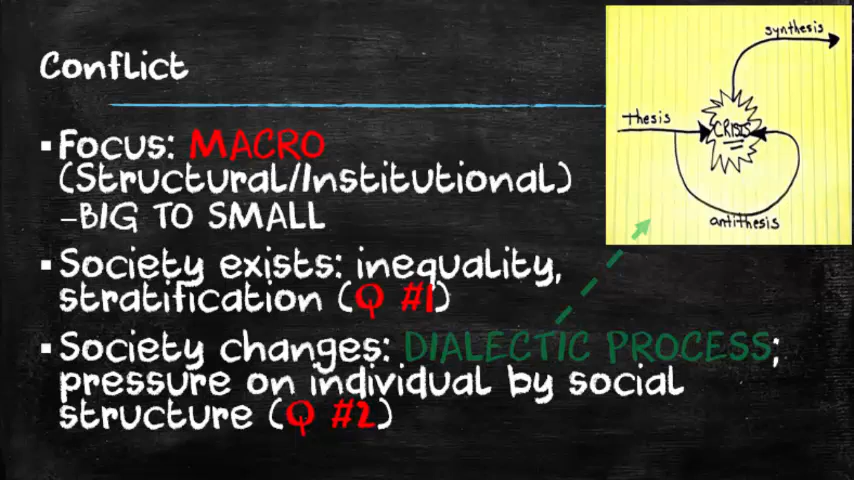 Conflict
▪Focus: MACRO
(Structural/Institutional)
–BIG TO SMALL
▪Society exists: inequality,
stratification (Q #1)
▪Society changes: DIALECTIC PROCESS;
pressure on individual by social
structure (Q #2)
synthesis
thesis
CRISIS
antithesis